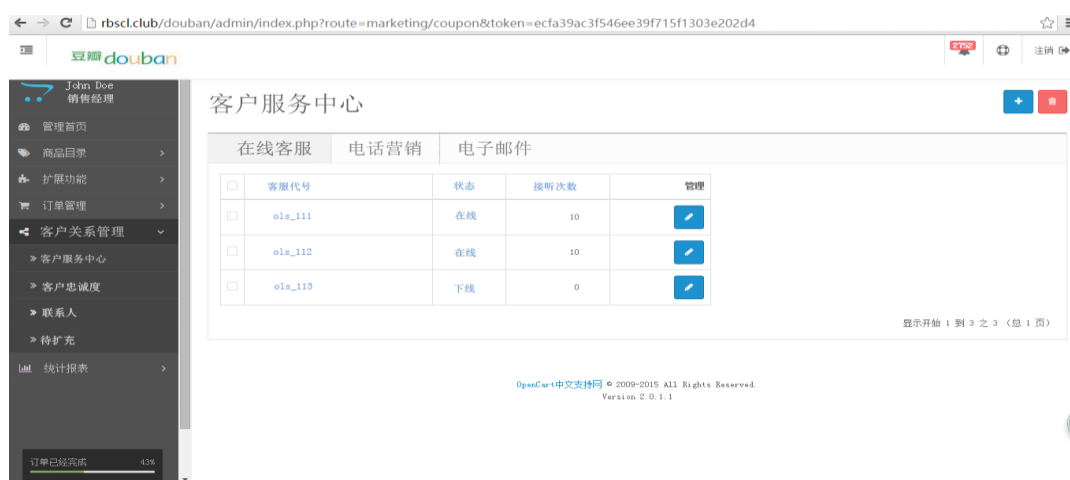 rbscl.club/douban/admin/index.php?route=marketing/coupon&token=ecfa39ac3f546ee39f715f1303e202d4
豆瓣douban
2752
注销
John Doe
销售经理
管理首页
商品目录
扩展功能
订单管理
客户关系管理
» 客户服务中心
» 客户忠诚度
» 联系人
» 待扩充
统计报表
订单已经完成 43%
客户服务中心
在线客服 电话营销 电子邮件
客服代号 状态 接听次数 管理
ols_111 在线 10
ols_112 在线 10
ols_113 下线 0
显示开始 1 到 3 之 3 （总 1 页）
OpenCart中文支持网 © 2009-2015 All Rights Reserved.
Version 2.0.1.1